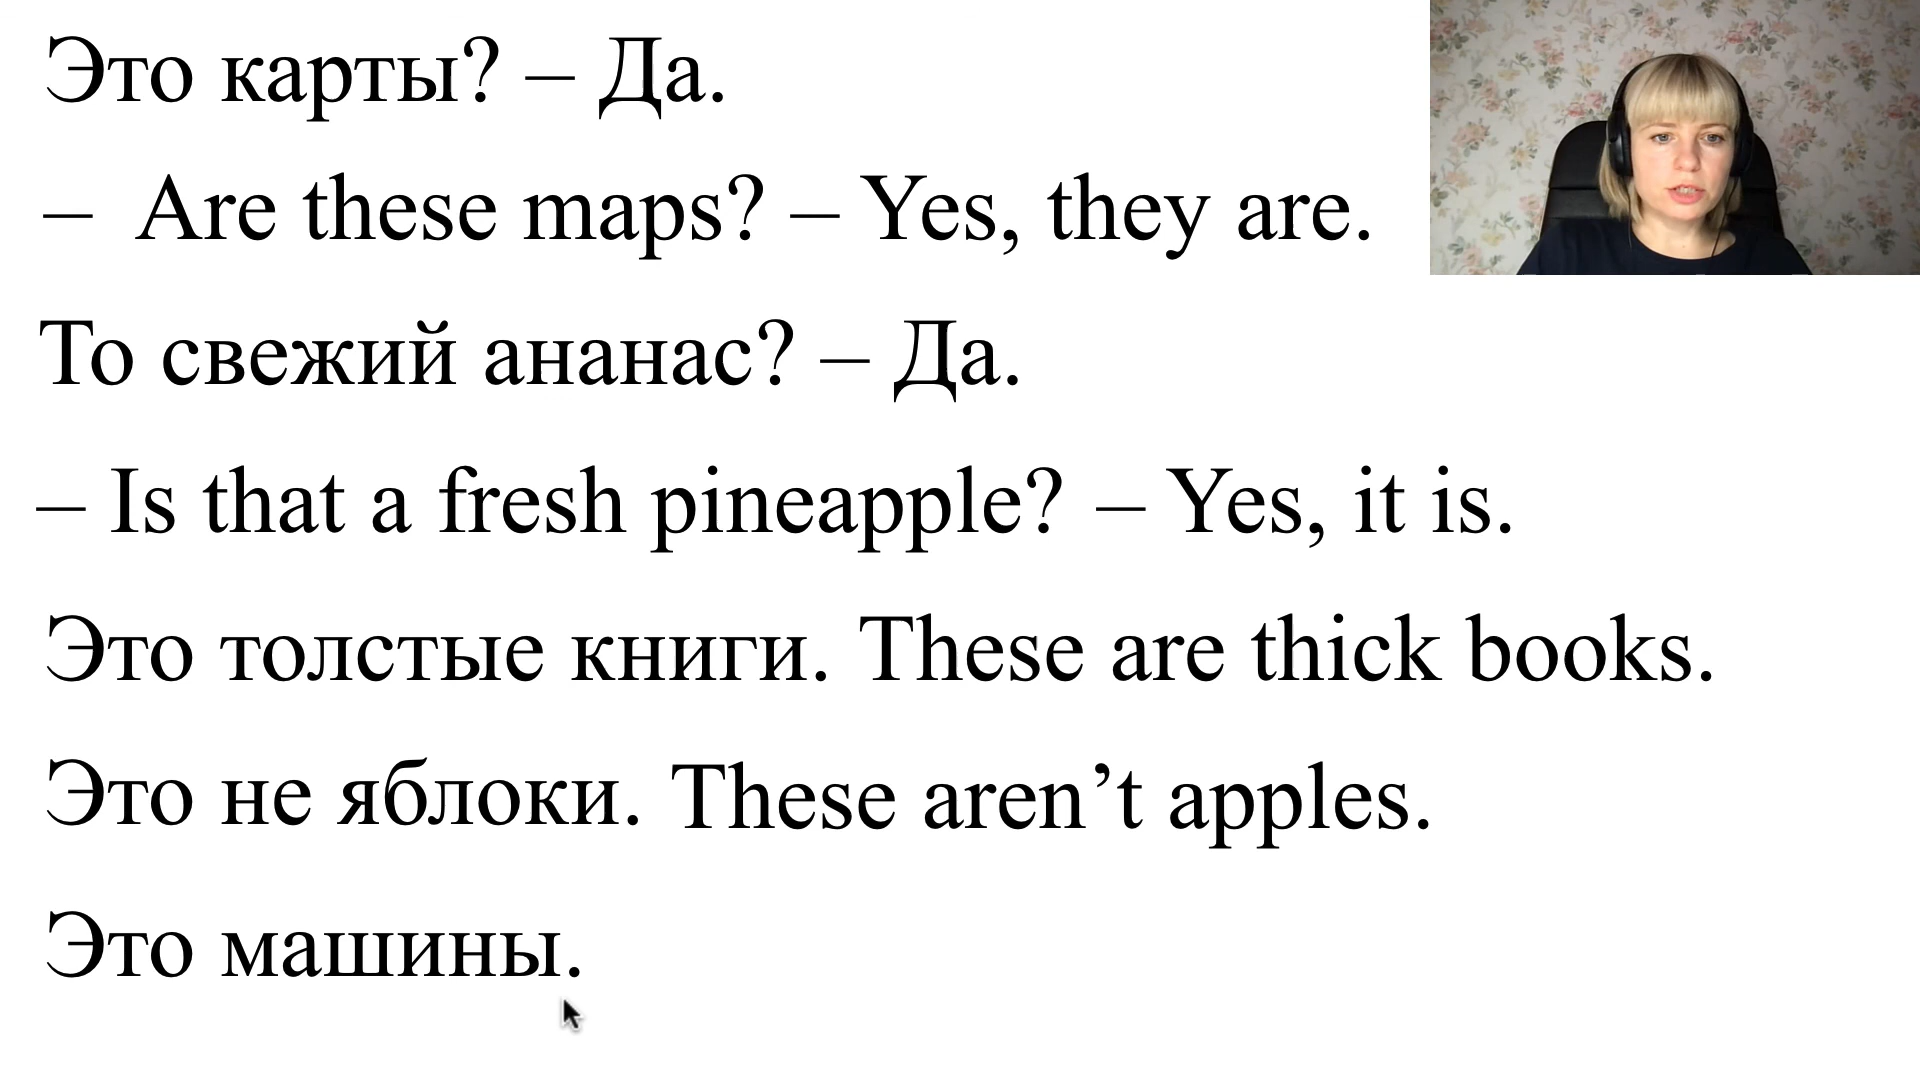 Это карты? – Да.
– Are these maps? – Yes, they are.
То свежий ананас? – Да.
– Is that a fresh pineapple? – Yes, it is.
Это толстые книги. These are thick books.
Это не яблоки. These aren’t apples.
Это машины.